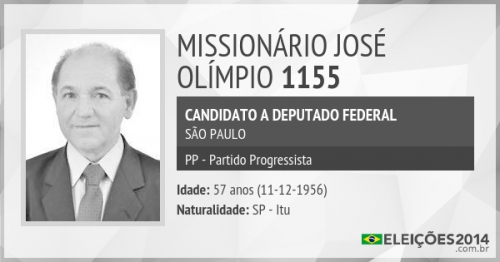 MISSIONÁRIO JOSÉ
OLÍMPIO 1155
CANDIDATO A DEPUTADO FEDERAL
SÃO PAULO
PP - Partido Progressista
Idade: 57 anos (11-12-1956)
Naturalidade: SP - Itu
ELEIÇÕES2014
.com.br